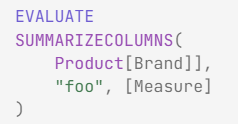 EVALUATE
SUMMARIZECOLUMNS(
    Product[Brand]],
    "foo", [Measure]
)